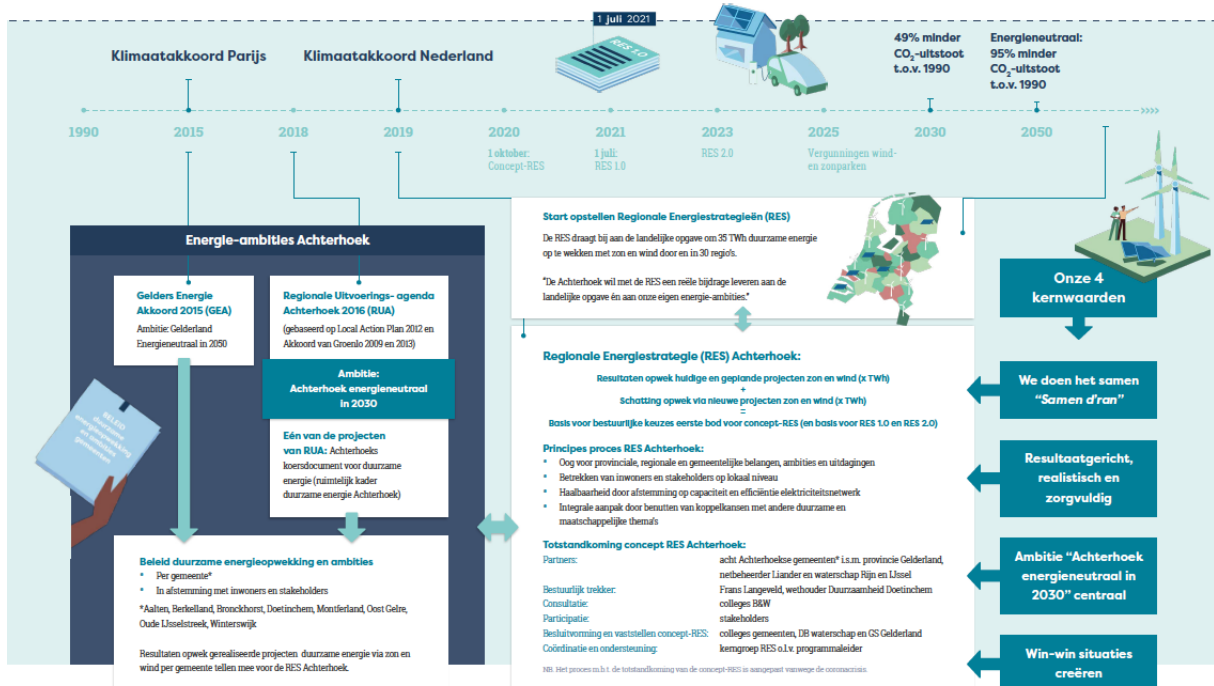 1 juli 2021
RES 1.0
Klimaatakkoord Parijs
Klimaatakkoord Nederland
49% minder
CO₂-uitstoot
t.o.v. 1990
Energieneutraal:
95% minder
CO₂-uitstoot
t.o.v. 1990
1990
2015
2018
2019
2020
2021
2023
2025
2030
2050
1 oktober:
Concept-RES
1 juli:
RES 1.0
RES 2.0
Vergunningen wind-
en zonparken
Energie-ambities Achterhoek
Gelders Energie
Akkoord 2015 (GEA)
Ambitie: Gelderland
Energieneutraal in 2050
Regionale Uitvoerings- agenda
Achterhoek 2016 (RUA)
(gebaseerd op Local Action Plan 2012 en
Akkoord van Groenlo 2009 en 2013)
Ambitie:
Achterhoek energieneutraal
in 2030
Eén van de projecten
van RUA: Achterhoeks
koersdocument voor duurzame
energie (ruimtelijk kader
duurzame energie Achterhoek)
BELEID
duurzame
energieopwekking
en ambities
gemeenten
Beleid duurzame energieopwekking en ambities
• Per gemeente*
• In afstemming met inwoners en stakeholders
*Aalten, Berkelland, Bronckhorst, Doetinchem, Montferland, Oost Gelre,
Oude IJsselstreek, Winterswijk
Resultaten opwek gerealiseerde projecten duurzame energie via zon en
wind per gemeente tellen mee voor de RES Achterhoek.
Start opstellen Regionale Energiestrategieën (RES)
De RES draagt bij aan de landelijke opgave om 35 TWh duurzame energie
op te wekken met zon en wind door en in 30 regio's.
"De Achterhoek wil met de RES een reële bijdrage leveren aan de
landelijke opgave én aan onze eigen energie-ambities."
Regionale Energiestrategie (RES) Achterhoek:
Resultaten opwek huidige en geplande projecten zon en wind (x TWh)
+
Schatting opwek via nieuwe projecten zon en wind (x TWh)
=
Basis voor bestuurlijke keuzes eerste bod voor concept-RES (en basis voor RES 1.0 en RES 2.0)
Principes proces RES Achterhoek:
• Oog voor provinciale, regionale en gemeentelijke belangen, ambities en uitdagingen
• Betrekken van inwoners en stakeholders op lokaal niveau
• Haalbaarheid door afstemming op capaciteit en efficiëntie elektriciteitsnetwerk
• Integrale aanpak door benutten van koppelkansen met andere duurzame en
maatschappelijke thema's
Totstandkoming concept RES Achterhoek:
Partners: acht Achterhoekse gemeenten* i.s.m. provincie Gelderland,
netbeheerder Liander en waterschap Rijn en IJssel
Bestuurlijk trekker: Frans Langeveld, wethouder Duurzaamheid Doetinchem
Consultatie: colleges B&W
Participatie: stakeholders
Besluitvorming en vaststellen concept-RES: colleges gemeenten, DB waterschap en GS Gelderland
Coördinatie en ondersteuning: kerngroep RES o.l.v. programmaleider
NB. Het proces m.b.t. de totstandkoming van de concept-RES is aangepast vanwege de coronacrisis.
Onze 4
kernwaarden
We doen het samen
"Samen d'ran"
Resultaatgericht,
realistisch en
zorgvuldig
Ambitie "Achterhoek
energieneutraal in
2030" centraal
Win-win situaties
creëren